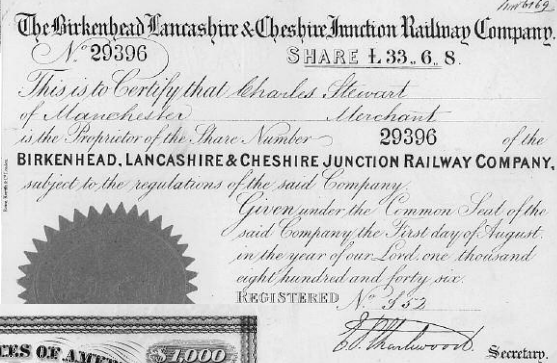 The Birkenhead Lancashire & Cheshire Junction Railway Company.
No. 29396
SHARE £33.,6.,8.
This is to Certify that Charles Stewart
of Manchester Merchant
is the Proprietor of the Share Number 29396 of the
BIRKENHEAD, LANCASHIRE & CHESHIRE JUNCTION RAILWAY COMPANY,
subject to the regulations of the said Company.
Given under the Common Seal of the
said Company, the First day of August,
in the year of our Lord, one thousand
eight hundred and forty six.
REGISTERED No. 352
Secretary.
$1,000